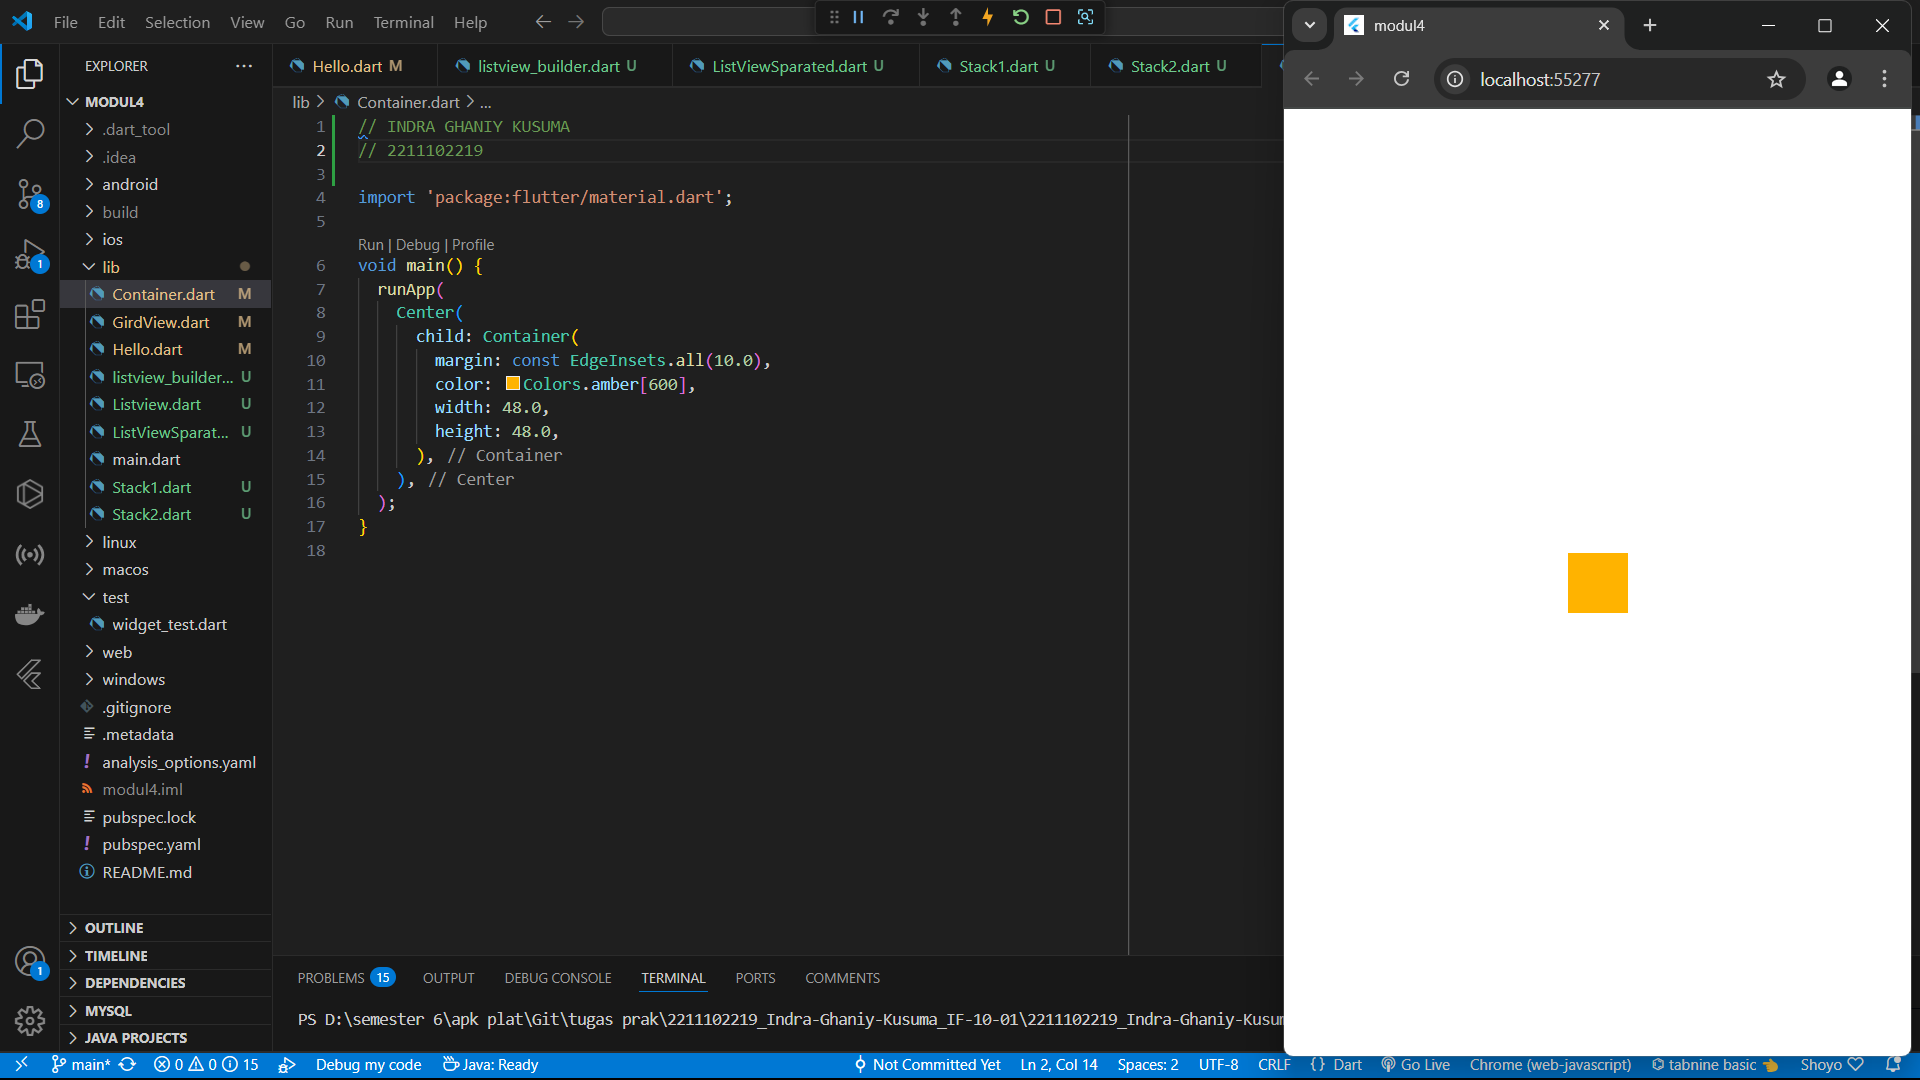 File Edit Selection View Go Run Terminal Help
EXPLORER
MODUL4
.dart_tool
.idea
android
build
ios
lib
Container.dart M
GirdView.dart M
Hello.dart M
listview_builder... U
Listview.dart U
ListViewSparat... U
main.dart
Stack1.dart U
Stack2.dart U
linux
macos
test
widget_test.dart
web
windows
.gitignore
.metadata
analysis_options.yaml
modul4.iml
pubspec.lock
pubspec.yaml
README.md
OUTLINE
TIMELINE
DEPENDENCIES
MYSQL
JAVA PROJECTS
8
1
1
Hello.dart M listview_builder.dart U ListViewSparated.dart U Stack1.dart U Stack2.dart U
lib > Container.dart > ...
1 // INDRA GHANIY KUSUMA
2 // 2211102219
3
4 import 'package:flutter/material.dart';
5
Run | Debug | Profile
6 void main() {
7 runApp(
8 Center(
9 child: Container(
10 margin: const EdgeInsets.all(10.0),
11 color: Colors.amber[600],
12 width: 48.0,
13 height: 48.0,
14 ), // Container
15 ), // Center
16 );
17 }
18
PROBLEMS 15 OUTPUT DEBUG CONSOLE TERMINAL PORTS COMMENTS
PS D:\semester 6\apk plat\Git\tugas prak\2211102219_Indra-Ghaniy-Kusuma_IF-10-01\2211102219_Indra-Ghaniy-Kusum
modul4
localhost:55277
main* 0 0 15 Debug my code Java: Ready Not Committed Yet Ln 2, Col 14 Spaces: 2 UTF-8 CRLF {} Dart Go Live Chrome (web-javascript) tabnine basic Shoyo